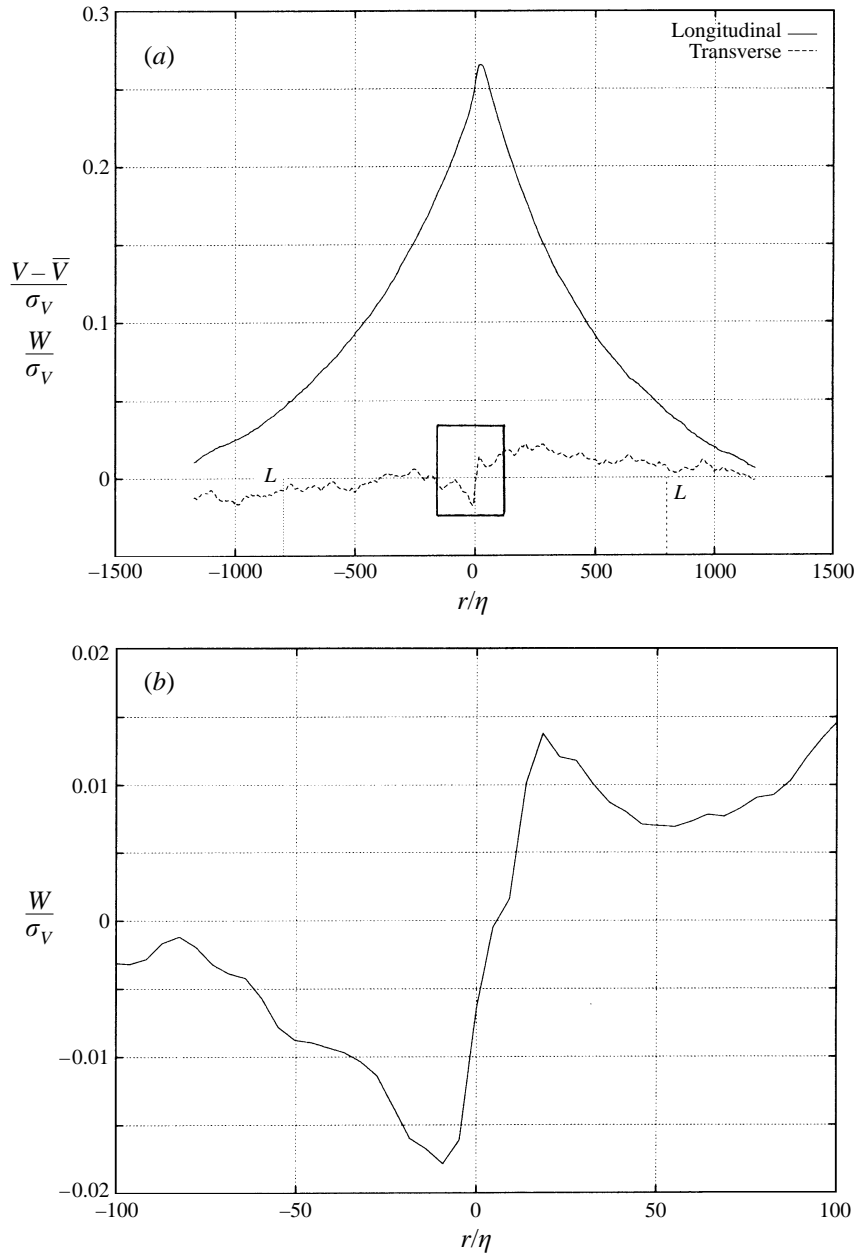 0.3
(a)
Longitudinal
Transverse
0.2
V – V̅
σV
W
σV
0.1
0
L
L
–1500
–1000
–500
0
500
1000
1500
r/η
0.02
(b)
0.01
W
σV
0
–0.01
–0.02
–100
–50
0
50
100
r/η